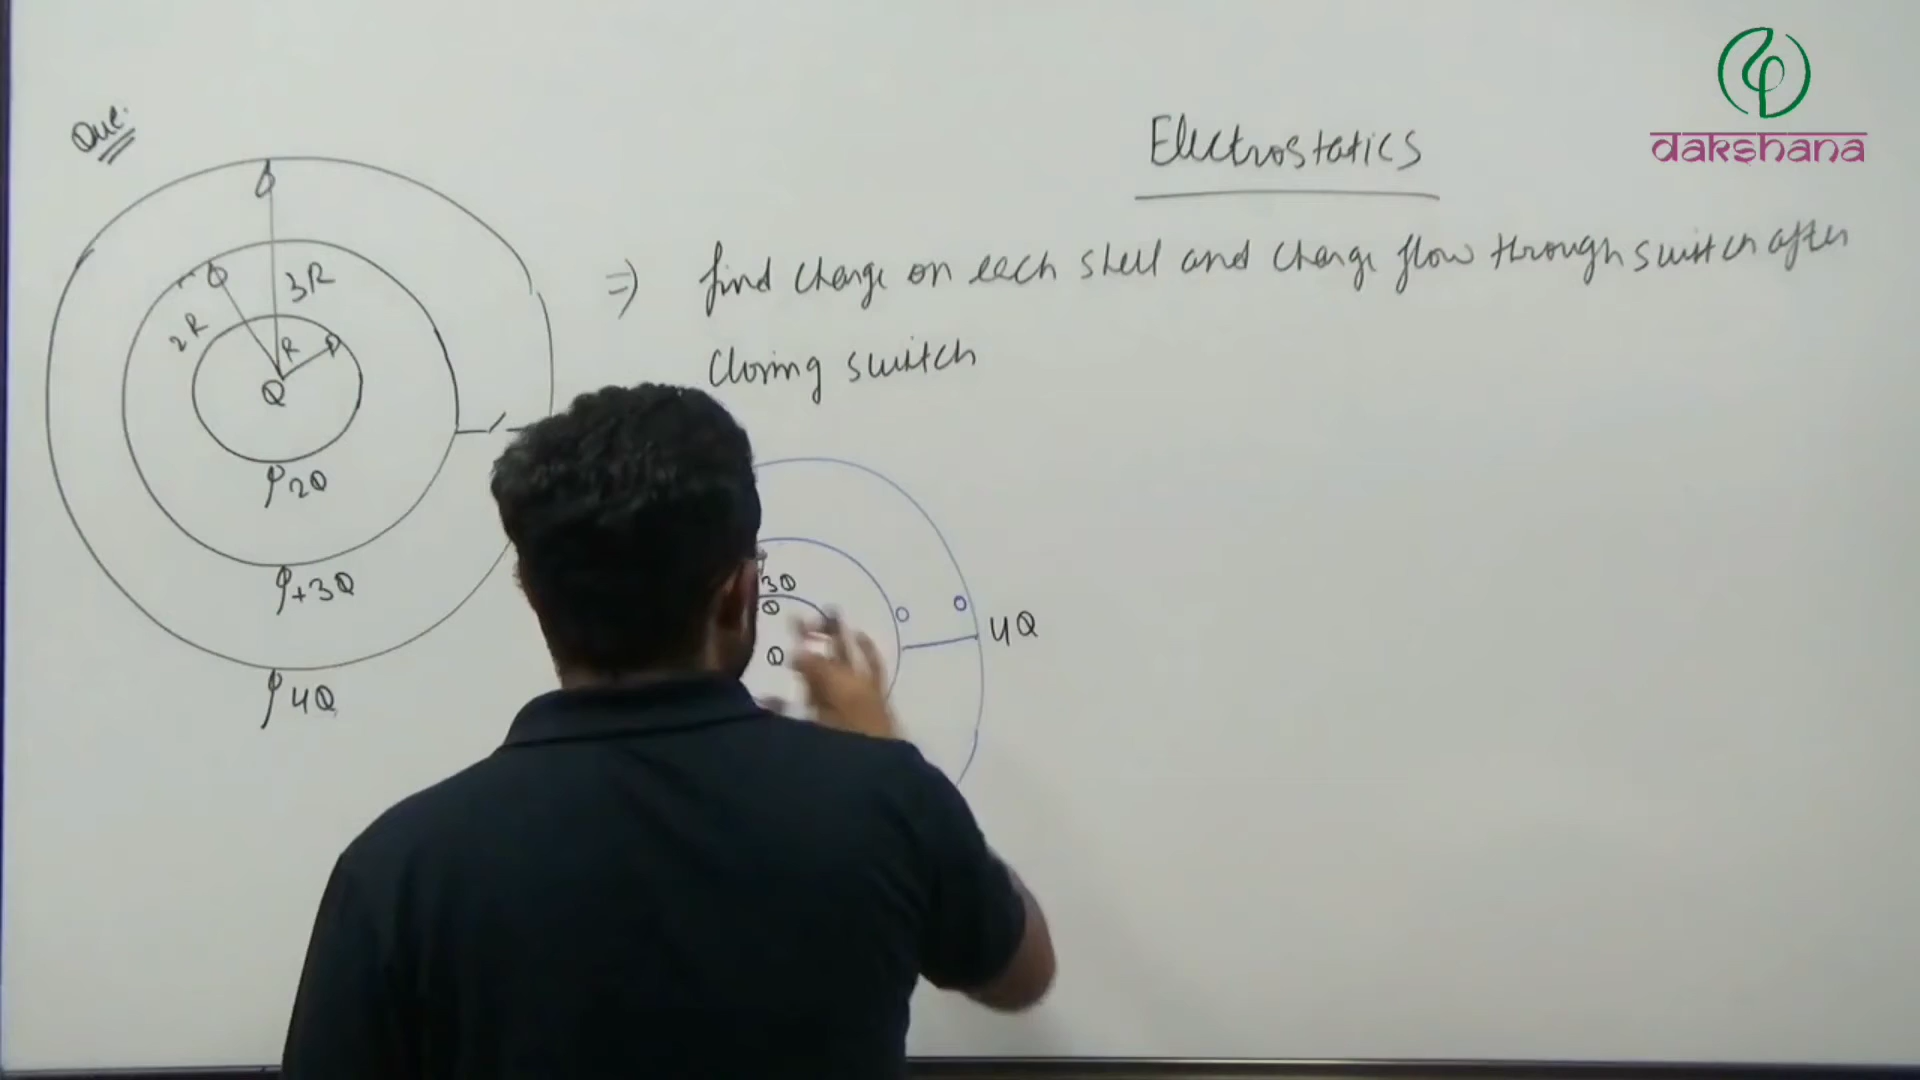 Que.
Electrostatics
dakshana
=) find charge on each shell and charge flow through switch after
closing switch
3R
2R
R
Q
2Q
+3Q
4Q
3Q
Q
Q
4Q